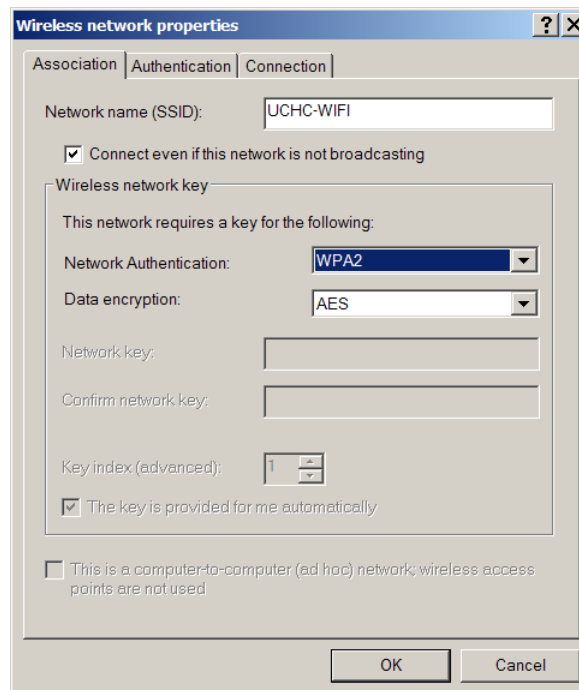 Wireless network properties
Association
Authentication
Connection
Network name (SSID):
UCHC-WIFI
Connect even if this network is not broadcasting
Wireless network key
This network requires a key for the following:
Network Authentication:
WPA2
Data encryption:
AES
Network key:
Confirm network key:
Key index (advanced):
1
The key is provided for me automatically
This is a computer-to-computer (ad hoc) network; wireless access
points are not used
OK
Cancel